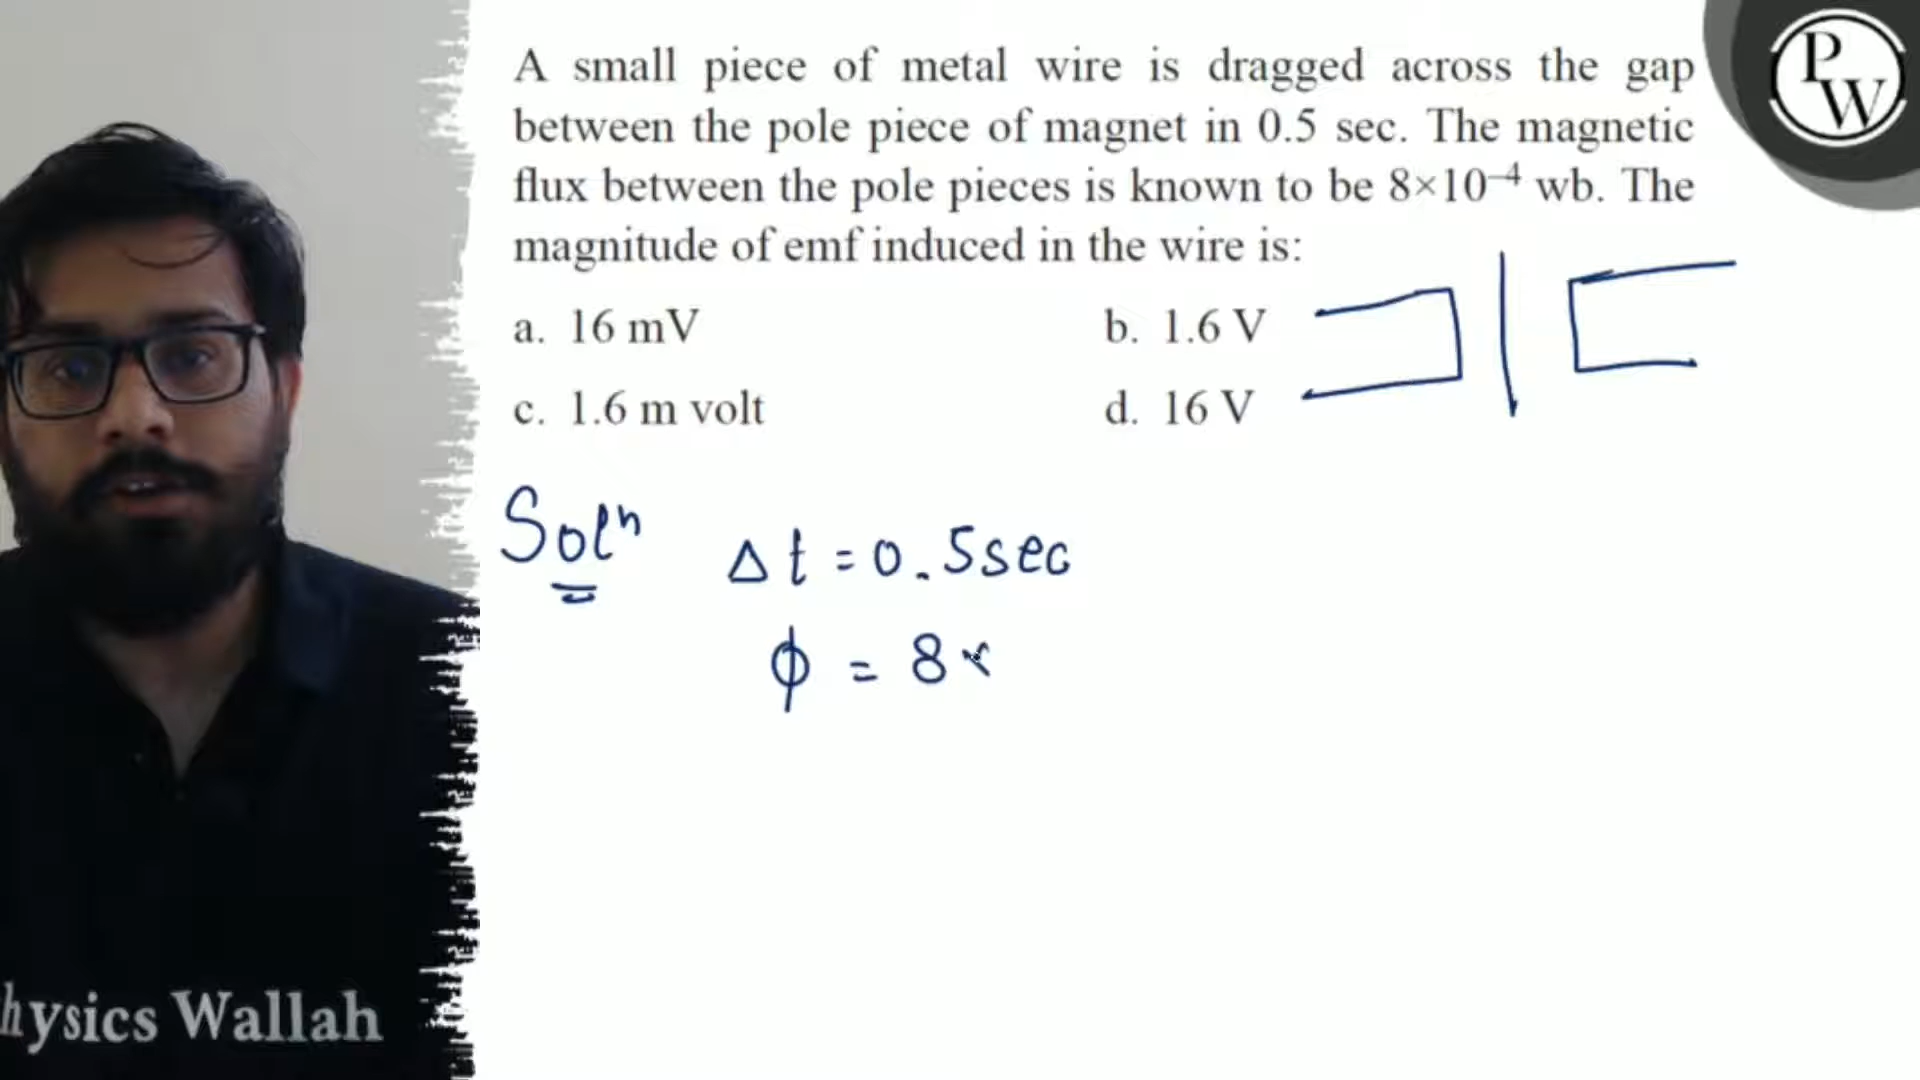 A small piece of metal wire is dragged across the gap
between the pole piece of magnet in 0.5 sec. The magnetic
flux between the pole pieces is known to be 8×10⁻⁴ wb. The
magnitude of emf induced in the wire is:
a. 16 mV
b. 1.6 V
c. 1.6 m volt
d. 16 V
Solⁿ
Δt = 0.5sec
ϕ = 8×
PW
hysics Wallah